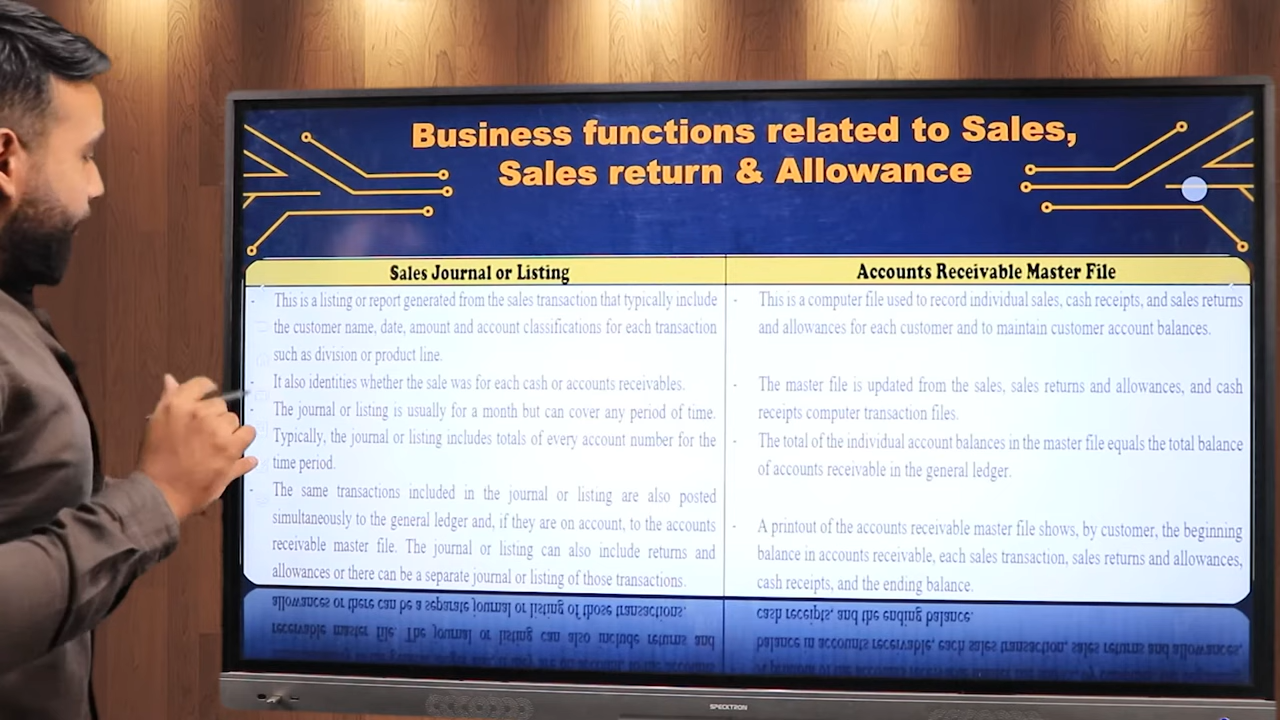 Business functions related to Sales,
Sales return & Allowance
Sales Journal or Listing
- This is a listing or report generated from the sales transaction that typically include
the customer name, date, amount and account classifications for each transaction
such as division or product line.
- It also identities whether the sale was for each cash or accounts receivables.
- The journal or listing is usually for a month but can cover any period of time.
Typically, the journal or listing includes totals of every account number for the
time period.
- The same transactions included in the journal or listing are also posted
simultaneously to the general ledger and, if they are on account, to the accounts
receivable master file. The journal or listing can also include returns and
allowances or there can be a separate journal or listing of those transactions.
Accounts Receivable Master File
- This is a computer file used to record individual sales, cash receipts, and sales returns
and allowances for each customer and to maintain customer account balances.
- The master file is updated from the sales, sales returns and allowances, and cash
receipts computer transaction files.
- The total of the individual account balances in the master file equals the total balance
of accounts receivable in the general ledger.
- A printout of the accounts receivable master file shows, by customer, the beginning
balance in accounts receivable, each sales transaction, sales returns and allowances,
cash receipts, and the ending balance.
SPECKTRON